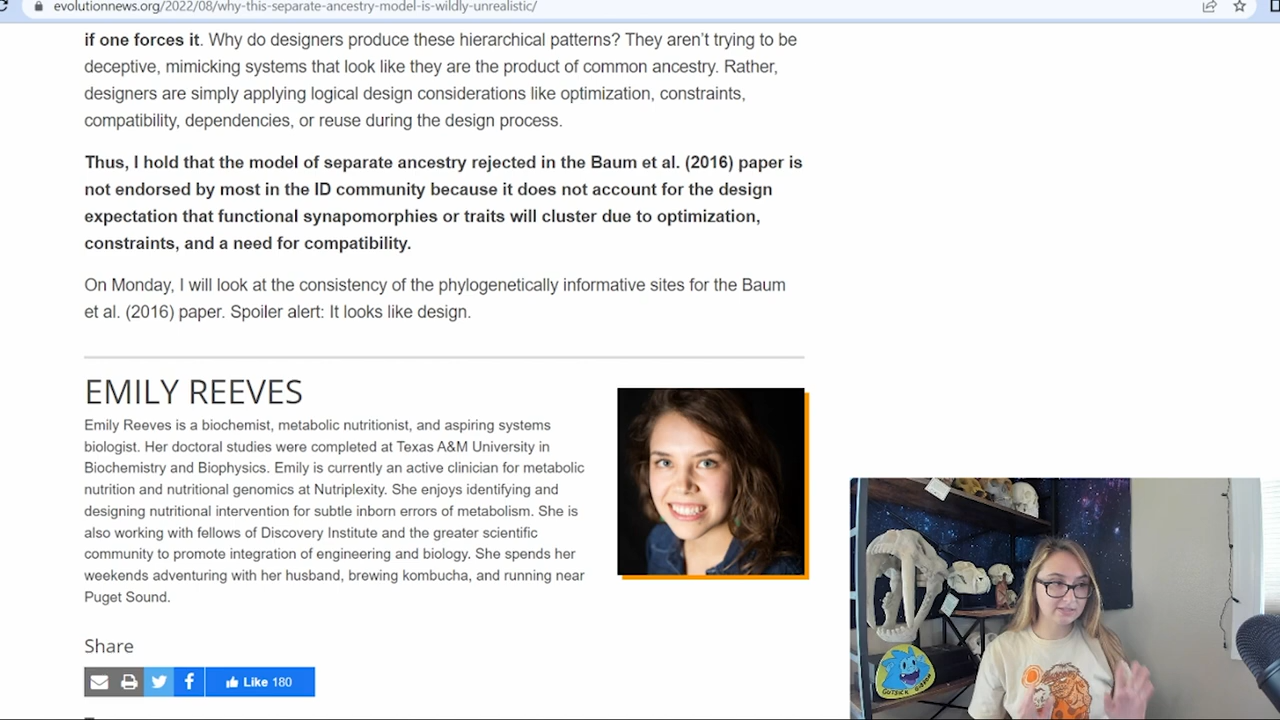 evolutionnews.org/2022/08/why-this-separate-ancestry-model-is-wildly-unrealistic/
if one forces it. Why do designers produce these hierarchical patterns? They aren't trying to be
deceptive, mimicking systems that look like they are the product of common ancestry. Rather,
designers are simply applying logical design considerations like optimization, constraints,
compatibility, dependencies, or reuse during the design process.
Thus, I hold that the model of separate ancestry rejected in the Baum et al. (2016) paper is
not endorsed by most in the ID community because it does not account for the design
expectation that functional synapomorphies or traits will cluster due to optimization,
constraints, and a need for compatibility.
On Monday, I will look at the consistency of the phylogenetically informative sites for the Baum
et al. (2016) paper. Spoiler alert: It looks like design.
EMILY REEVES
Emily Reeves is a biochemist, metabolic nutritionist, and aspiring systems
biologist. Her doctoral studies were completed at Texas A&M University in
Biochemistry and Biophysics. Emily is currently an active clinician for metabolic
nutrition and nutritional genomics at Nutriplexity. She enjoys identifying and
designing nutritional intervention for subtle inborn errors of metabolism. She is
also working with fellows of Discovery Institute and the greater scientific
community to promote integration of engineering and biology. She spends her
weekends adventuring with her husband, brewing kombucha, and running near
Puget Sound.
Share
Like 180
GUTSICK GIBBON